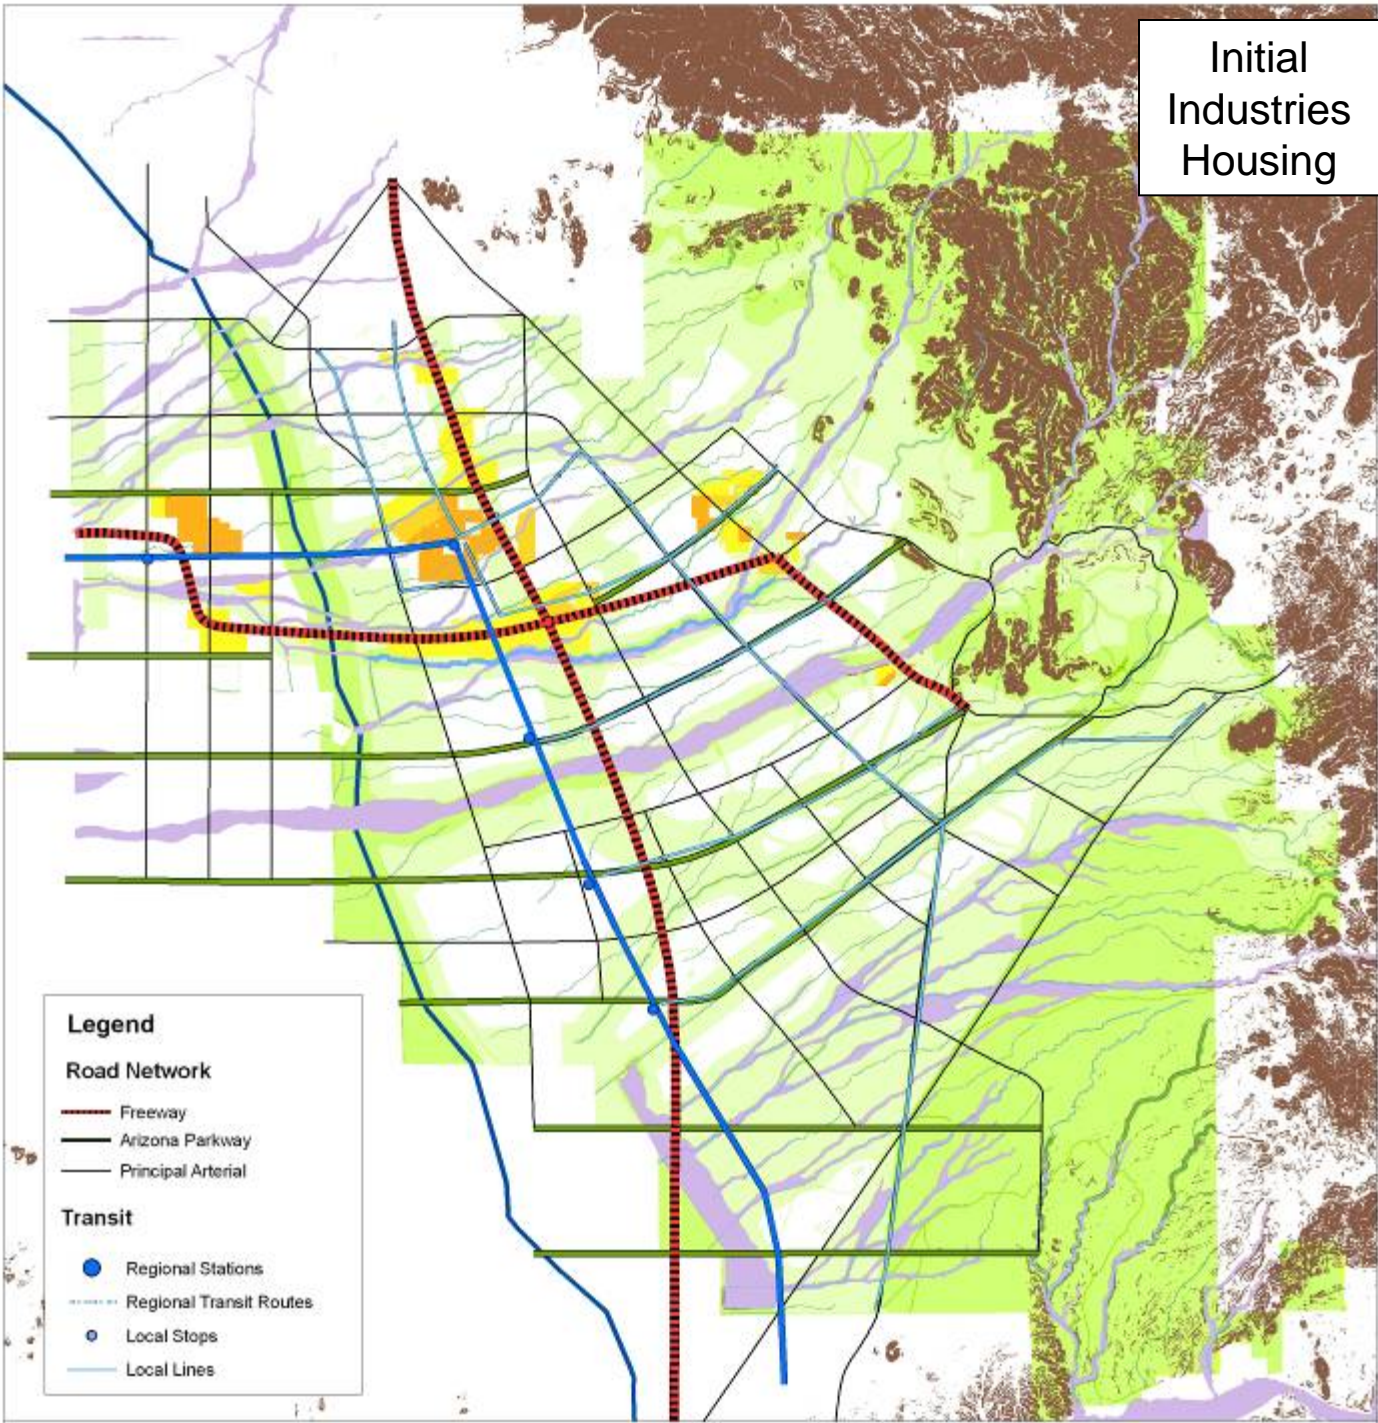 Initial
Industries
Housing
Legend
Road Network
Freeway
Arizona Parkway
Principal Arterial
Transit
Regional Stations
Regional Transit Routes
Local Stops
Local Lines